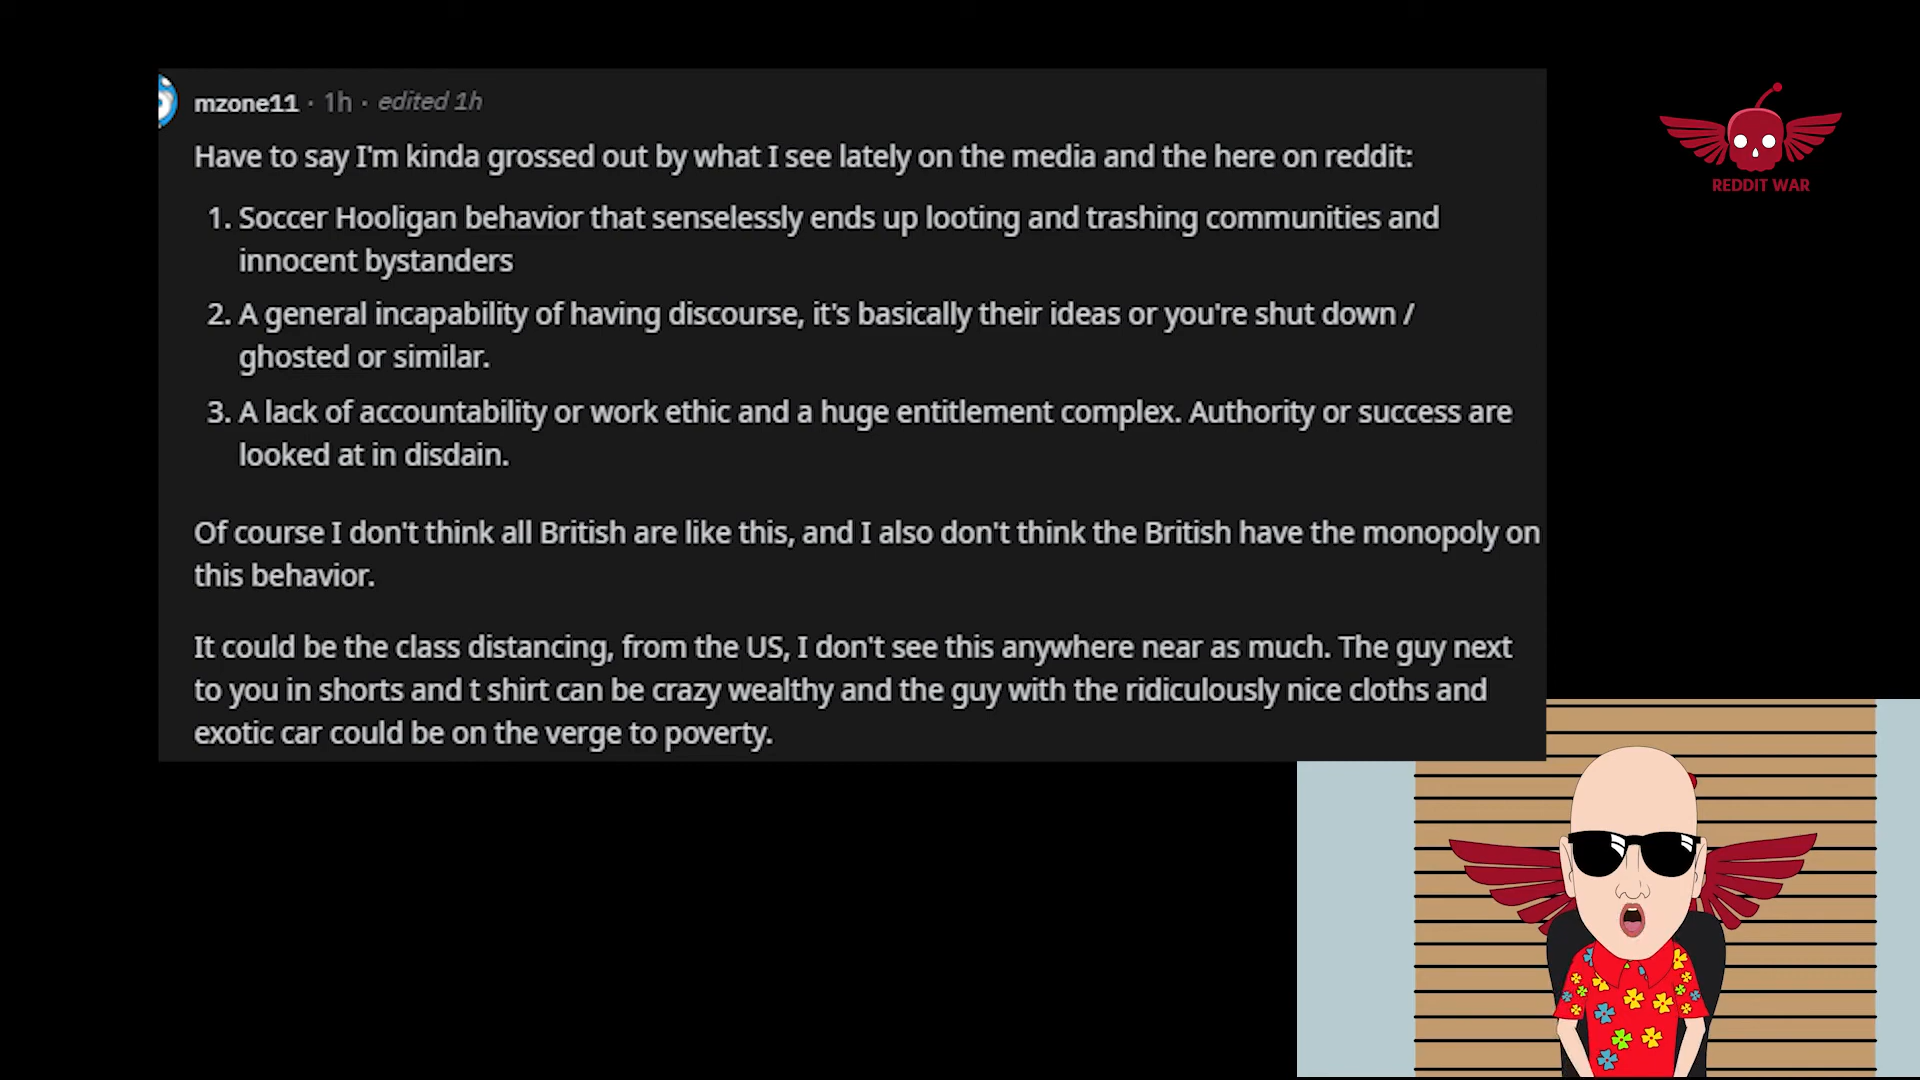 mzone11 · 1h · edited 1h
Have to say I'm kinda grossed out by what I see lately on the media and the here on reddit:
1. Soccer Hooligan behavior that senselessly ends up looting and trashing communities and
innocent bystanders
2. A general incapability of having discourse, it's basically their ideas or you're shut down /
ghosted or similar.
3. A lack of accountability or work ethic and a huge entitlement complex. Authority or success are
looked at in disdain.
Of course I don't think all British are like this, and I also don't think the British have the monopoly on
this behavior.
It could be the class distancing, from the US, I don't see this anywhere near as much. The guy next
to you in shorts and t shirt can be crazy wealthy and the guy with the ridiculously nice cloths and
exotic car could be on the verge to poverty.
REDDIT WAR